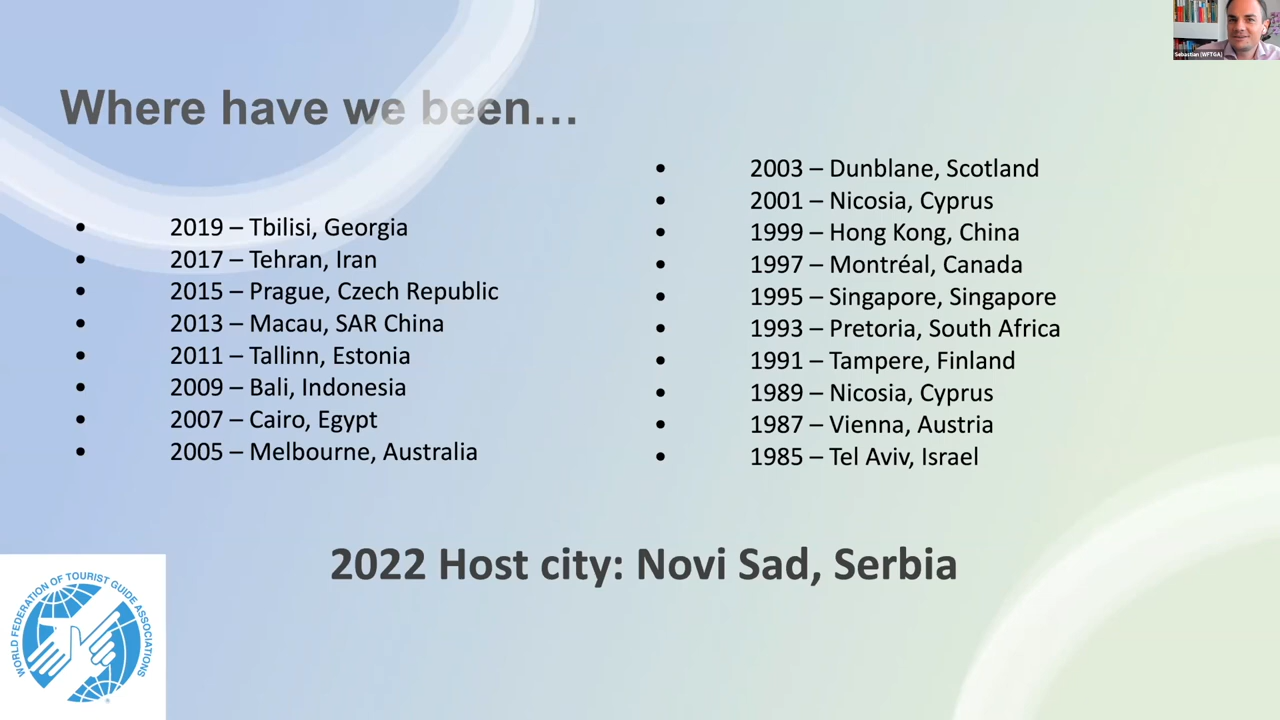 Sebastian (WFTGA)
Where have we been…
• 2019 – Tbilisi, Georgia
• 2017 – Tehran, Iran
• 2015 – Prague, Czech Republic
• 2013 – Macau, SAR China
• 2011 – Tallinn, Estonia
• 2009 – Bali, Indonesia
• 2007 – Cairo, Egypt
• 2005 – Melbourne, Australia
• 2003 – Dunblane, Scotland
• 2001 – Nicosia, Cyprus
• 1999 – Hong Kong, China
• 1997 – Montréal, Canada
• 1995 – Singapore, Singapore
• 1993 – Pretoria, South Africa
• 1991 – Tampere, Finland
• 1989 – Nicosia, Cyprus
• 1987 – Vienna, Austria
• 1985 – Tel Aviv, Israel
2022 Host city: Novi Sad, Serbia
WORLD FEDERATION OF TOURIST GUIDE ASSOCIATIONS
®